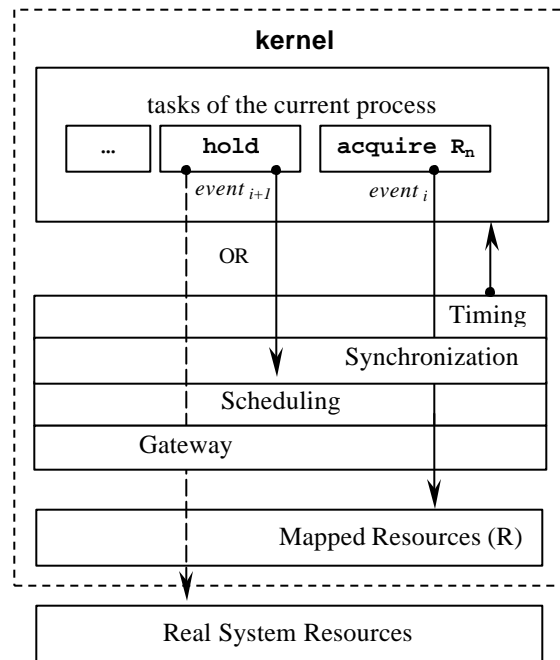 kernel
tasks of the current process
... hold acquire Rn
event i+1 event i
OR
Timing
Synchronization
Scheduling
Gateway
Mapped Resources (R)
Real System Resources